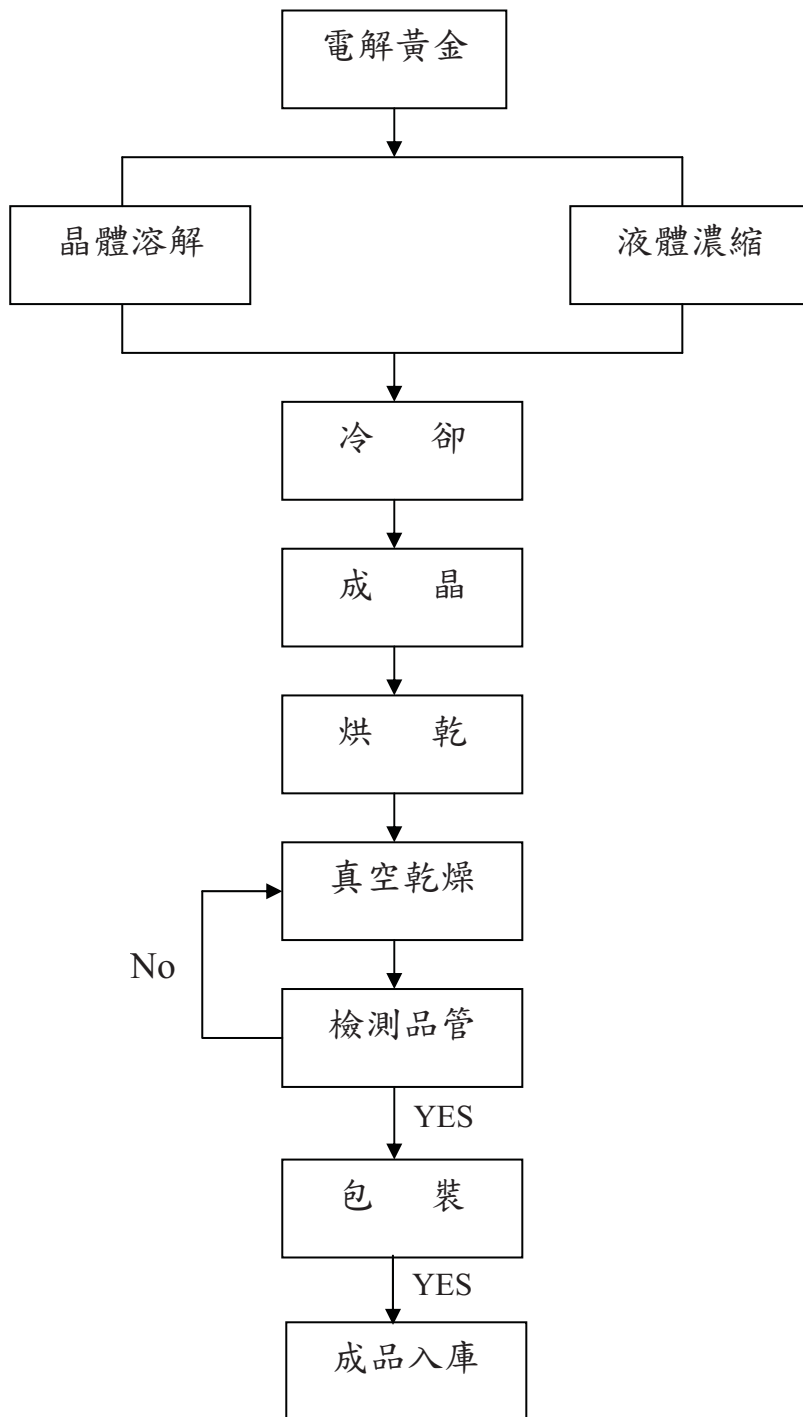 電解黃金
晶體溶解
液體濃縮
冷 卻
成 晶
烘 乾
真空乾燥
No
檢測品管
YES
包 裝
YES
成品入庫